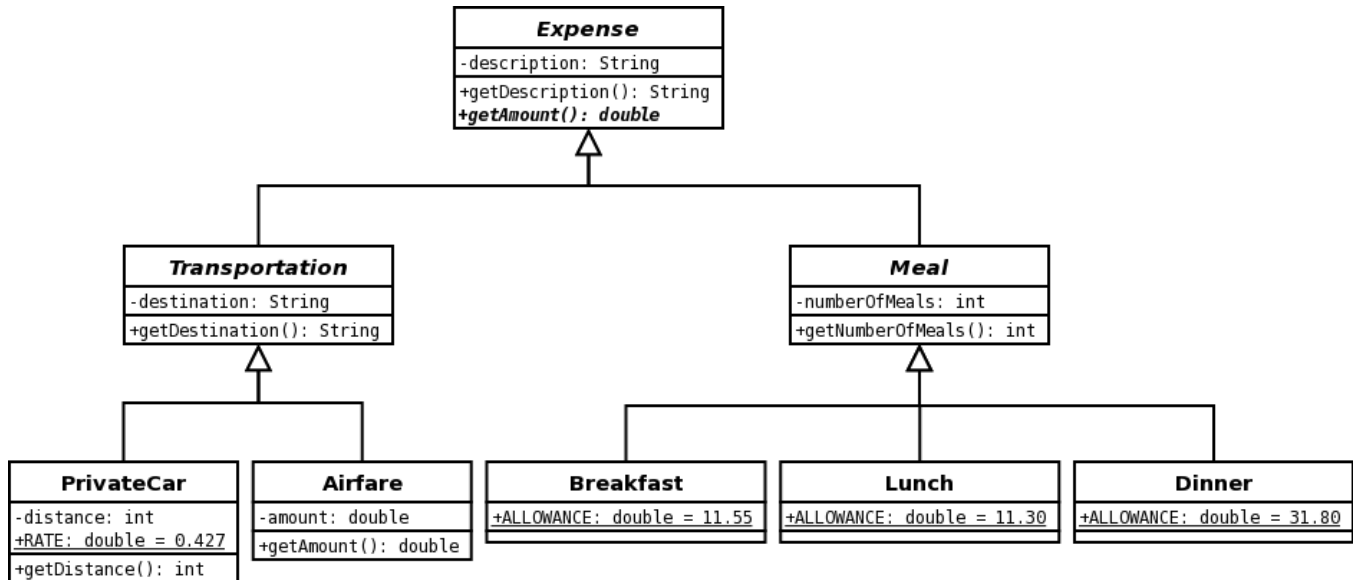 Expense
-description: String
+getDescription(): String
+getAmount(): double
Transportation
-destination: String
+getDestination(): String
Meal
-numberOfMeals: int
+getNumberOfMeals(): int
PrivateCar
-distance: int
+RATE: double = 0.427
+getDistance(): int
Airfare
-amount: double
+getAmount(): double
Breakfast
+ALLOWANCE: double = 11.55
Lunch
+ALLOWANCE: double = 11.30
Dinner
+ALLOWANCE: double = 31.80